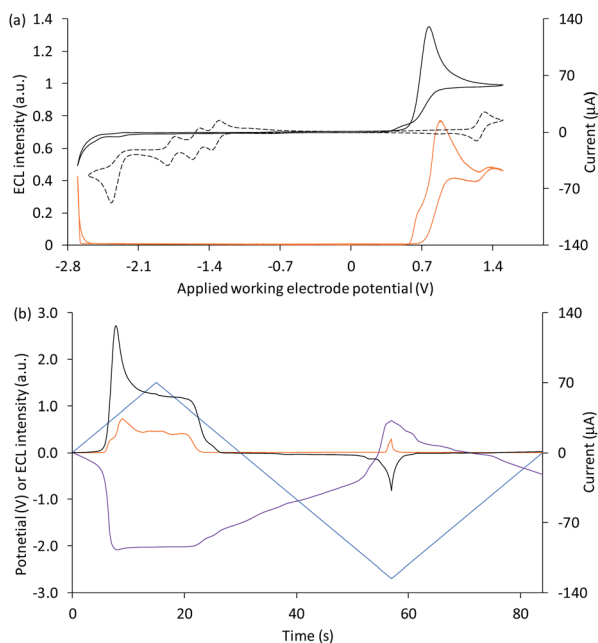 (a)
1.4
1.2
1
0.8
0.6
0.4
0.2
0
ECL intensity (a.u.)
140
70
0
-70
-140
Current (μA)
-2.8 -2.1 -1.4 -0.7 0 0.7 1.4
Applied working electrode potential (V)
(b)
3.0
2.0
1.0
0.0
-1.0
-2.0
-3.0
Potnetial (V) or ECL intensity (a.u.)
140
70
0
-70
-140
Current (μA)
0 20 40 60 80
Time (s)